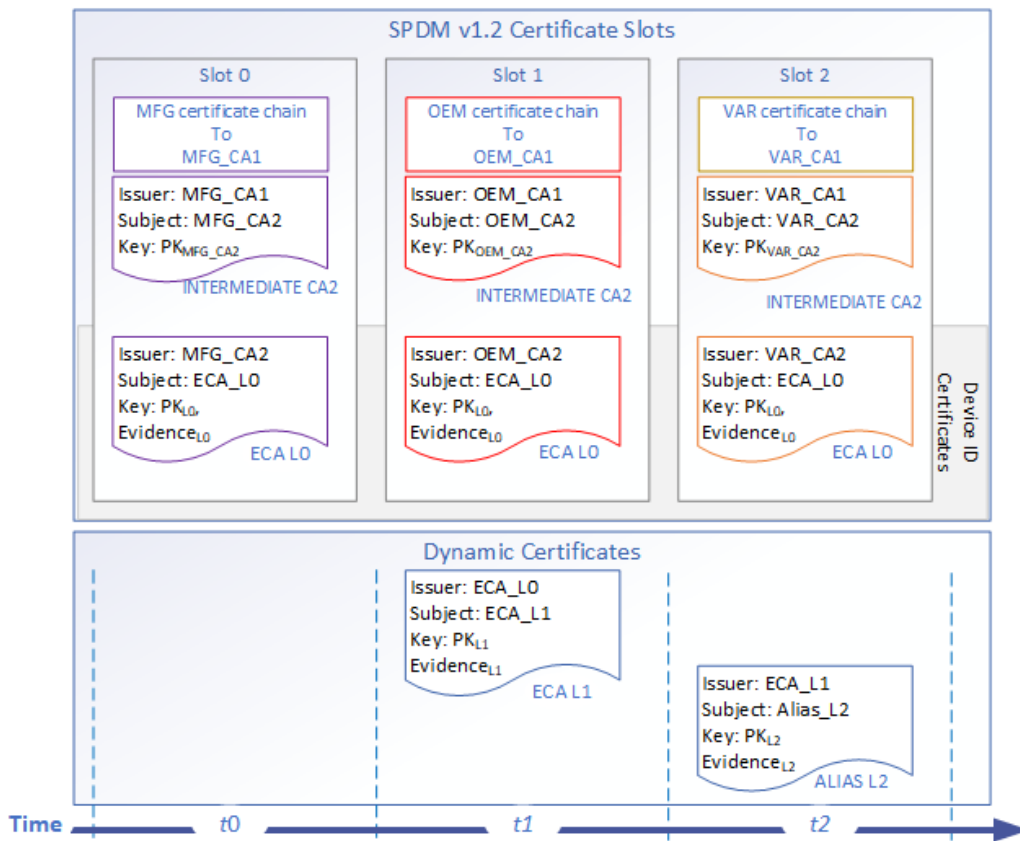 SPDM v1.2 Certificate Slots
Slot 0
MFG certificate chain
To
MFG_CA1
Issuer: MFG_CA1
Subject: MFG_CA2
Key: PKMFG_CA2
INTERMEDIATE CA2
Issuer: MFG_CA2
Subject: ECA_L0
Key: PKL0,
EvidenceL0
ECA L0
Slot 1
OEM certificate chain
To
OEM_CA1
Issuer: OEM_CA1
Subject: OEM_CA2
Key: PKOEM_CA2
INTERMEDIATE CA2
Issuer: OEM_CA2
Subject: ECA_L0
Key: PKL0,
EvidenceL0
ECA L0
Slot 2
VAR certificate chain
To
VAR_CA1
Issuer: VAR_CA1
Subject: VAR_CA2
Key: PKVAR_CA2
INTERMEDIATE CA2
Issuer: VAR_CA2
Subject: ECA_L0
Key: PKL0,
EvidenceL0
ECA L0
Device ID
Certificates
Dynamic Certificates
Issuer: ECA_L0
Subject: ECA_L1
Key: PKL1
EvidenceL1
ECA L1
Issuer: ECA_L1
Subject: Alias_L2
Key: PKL2
EvidenceL2
ALIAS L2
Time
t0
t1
t2